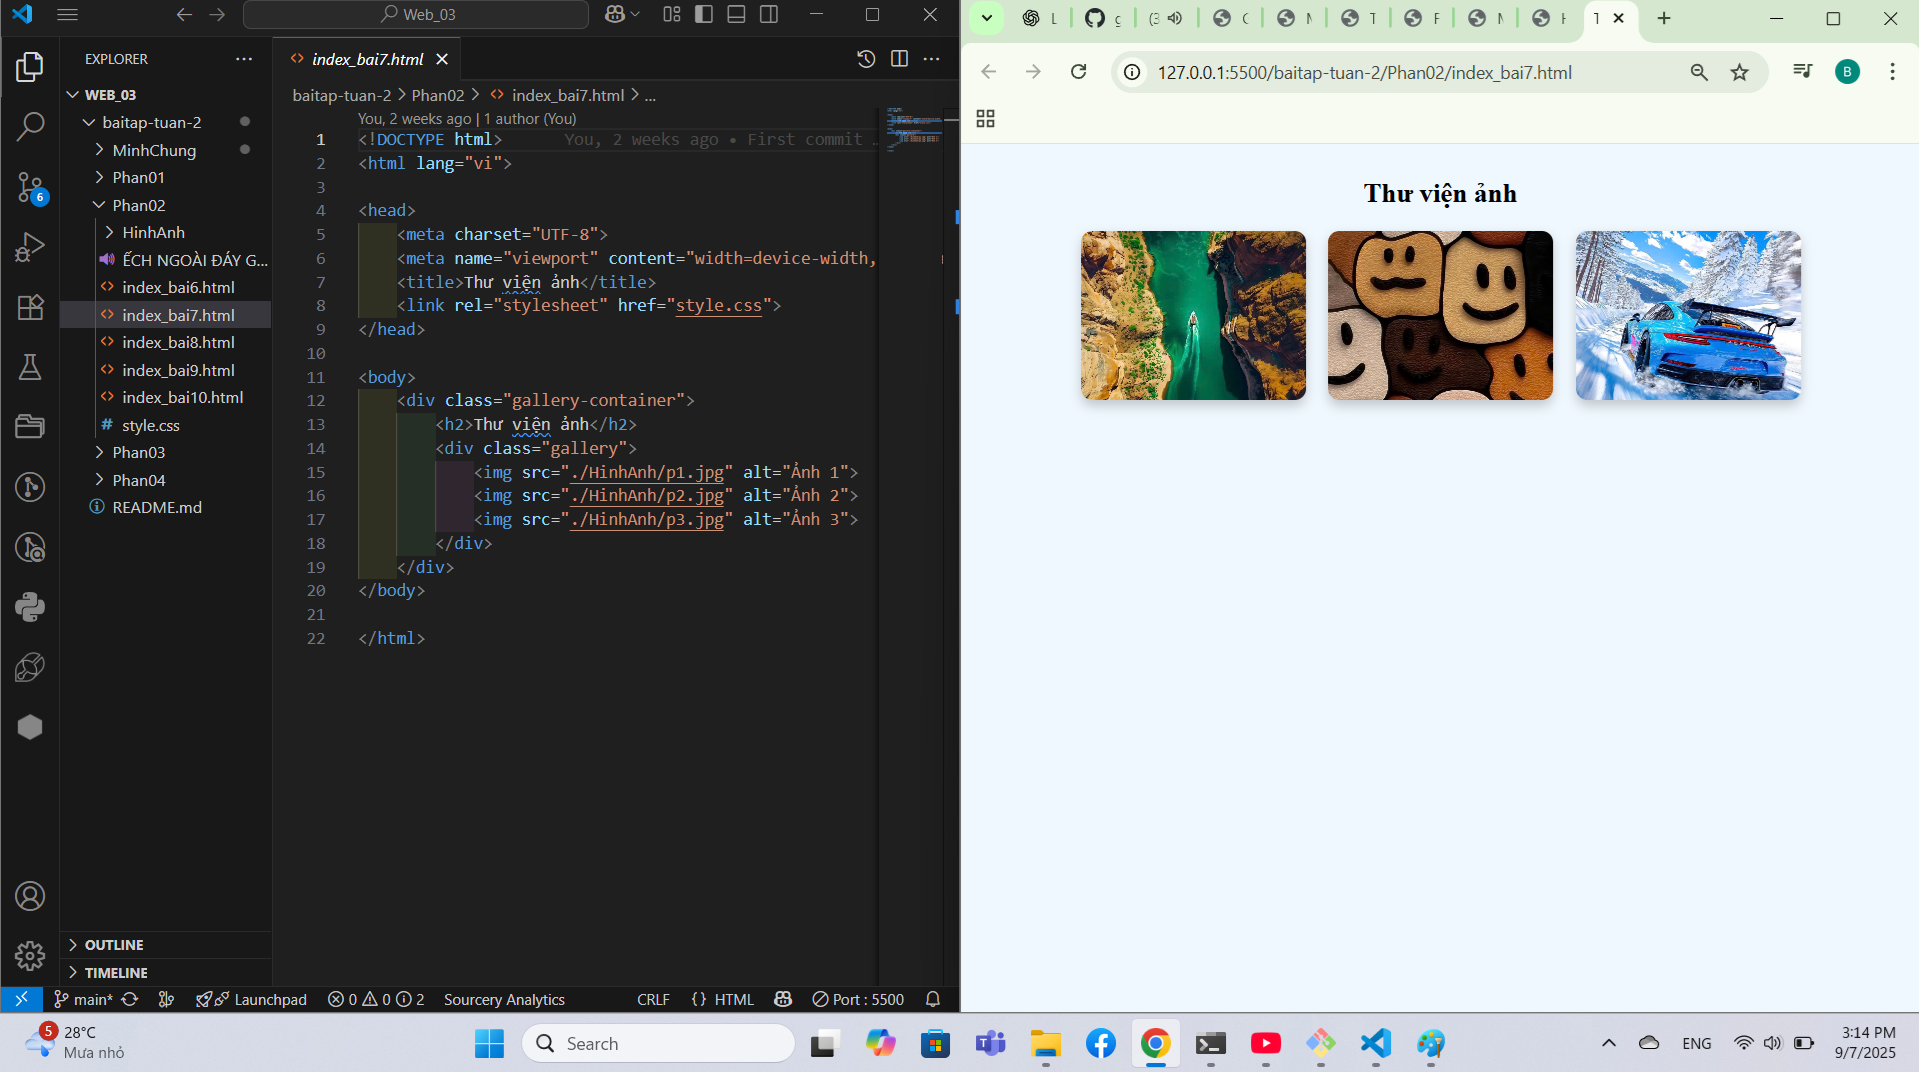 Web_03
EXPLORER
WEB_03
baitap-tuan-2
MinhChung
Phan01
Phan02
HinhAnh
ẾCH NGOÀI ĐÁY G...
index_bai6.html
index_bai7.html
index_bai8.html
index_bai9.html
index_bai10.html
style.css
Phan03
Phan04
README.md
OUTLINE
TIMELINE
6
index_bai7.html
baitap-tuan-2 > Phan02 > index_bai7.html > ...
You, 2 weeks ago | 1 author (You)
1 <!DOCTYPE html> You, 2 weeks ago • First commit …
2 <html lang="vi">
3
4 <head>
5 <meta charset="UTF-8">
6 <meta name="viewport" content="width=device-width,
7 <title>Thư viện ảnh</title>
8 <link rel="stylesheet" href="style.css">
9 </head>
10
11 <body>
12 <div class="gallery-container">
13 <h2>Thư viện ảnh</h2>
14 <div class="gallery">
15 <img src="./HinhAnh/p1.jpg" alt="Ảnh 1">
16 <img src="./HinhAnh/p2.jpg" alt="Ảnh 2">
17 <img src="./HinhAnh/p3.jpg" alt="Ảnh 3">
18 </div>
19 </div>
20 </body>
21
22 </html>
main* Launchpad 0 0 2 Sourcery Analytics CRLF {} HTML Port : 5500
127.0.0.1:5500/baitap-tuan-2/Phan02/index_bai7.html
B
Thư viện ảnh
5
28°C
Mưa nhỏ
Search
ENG
3:14 PM
9/7/2025